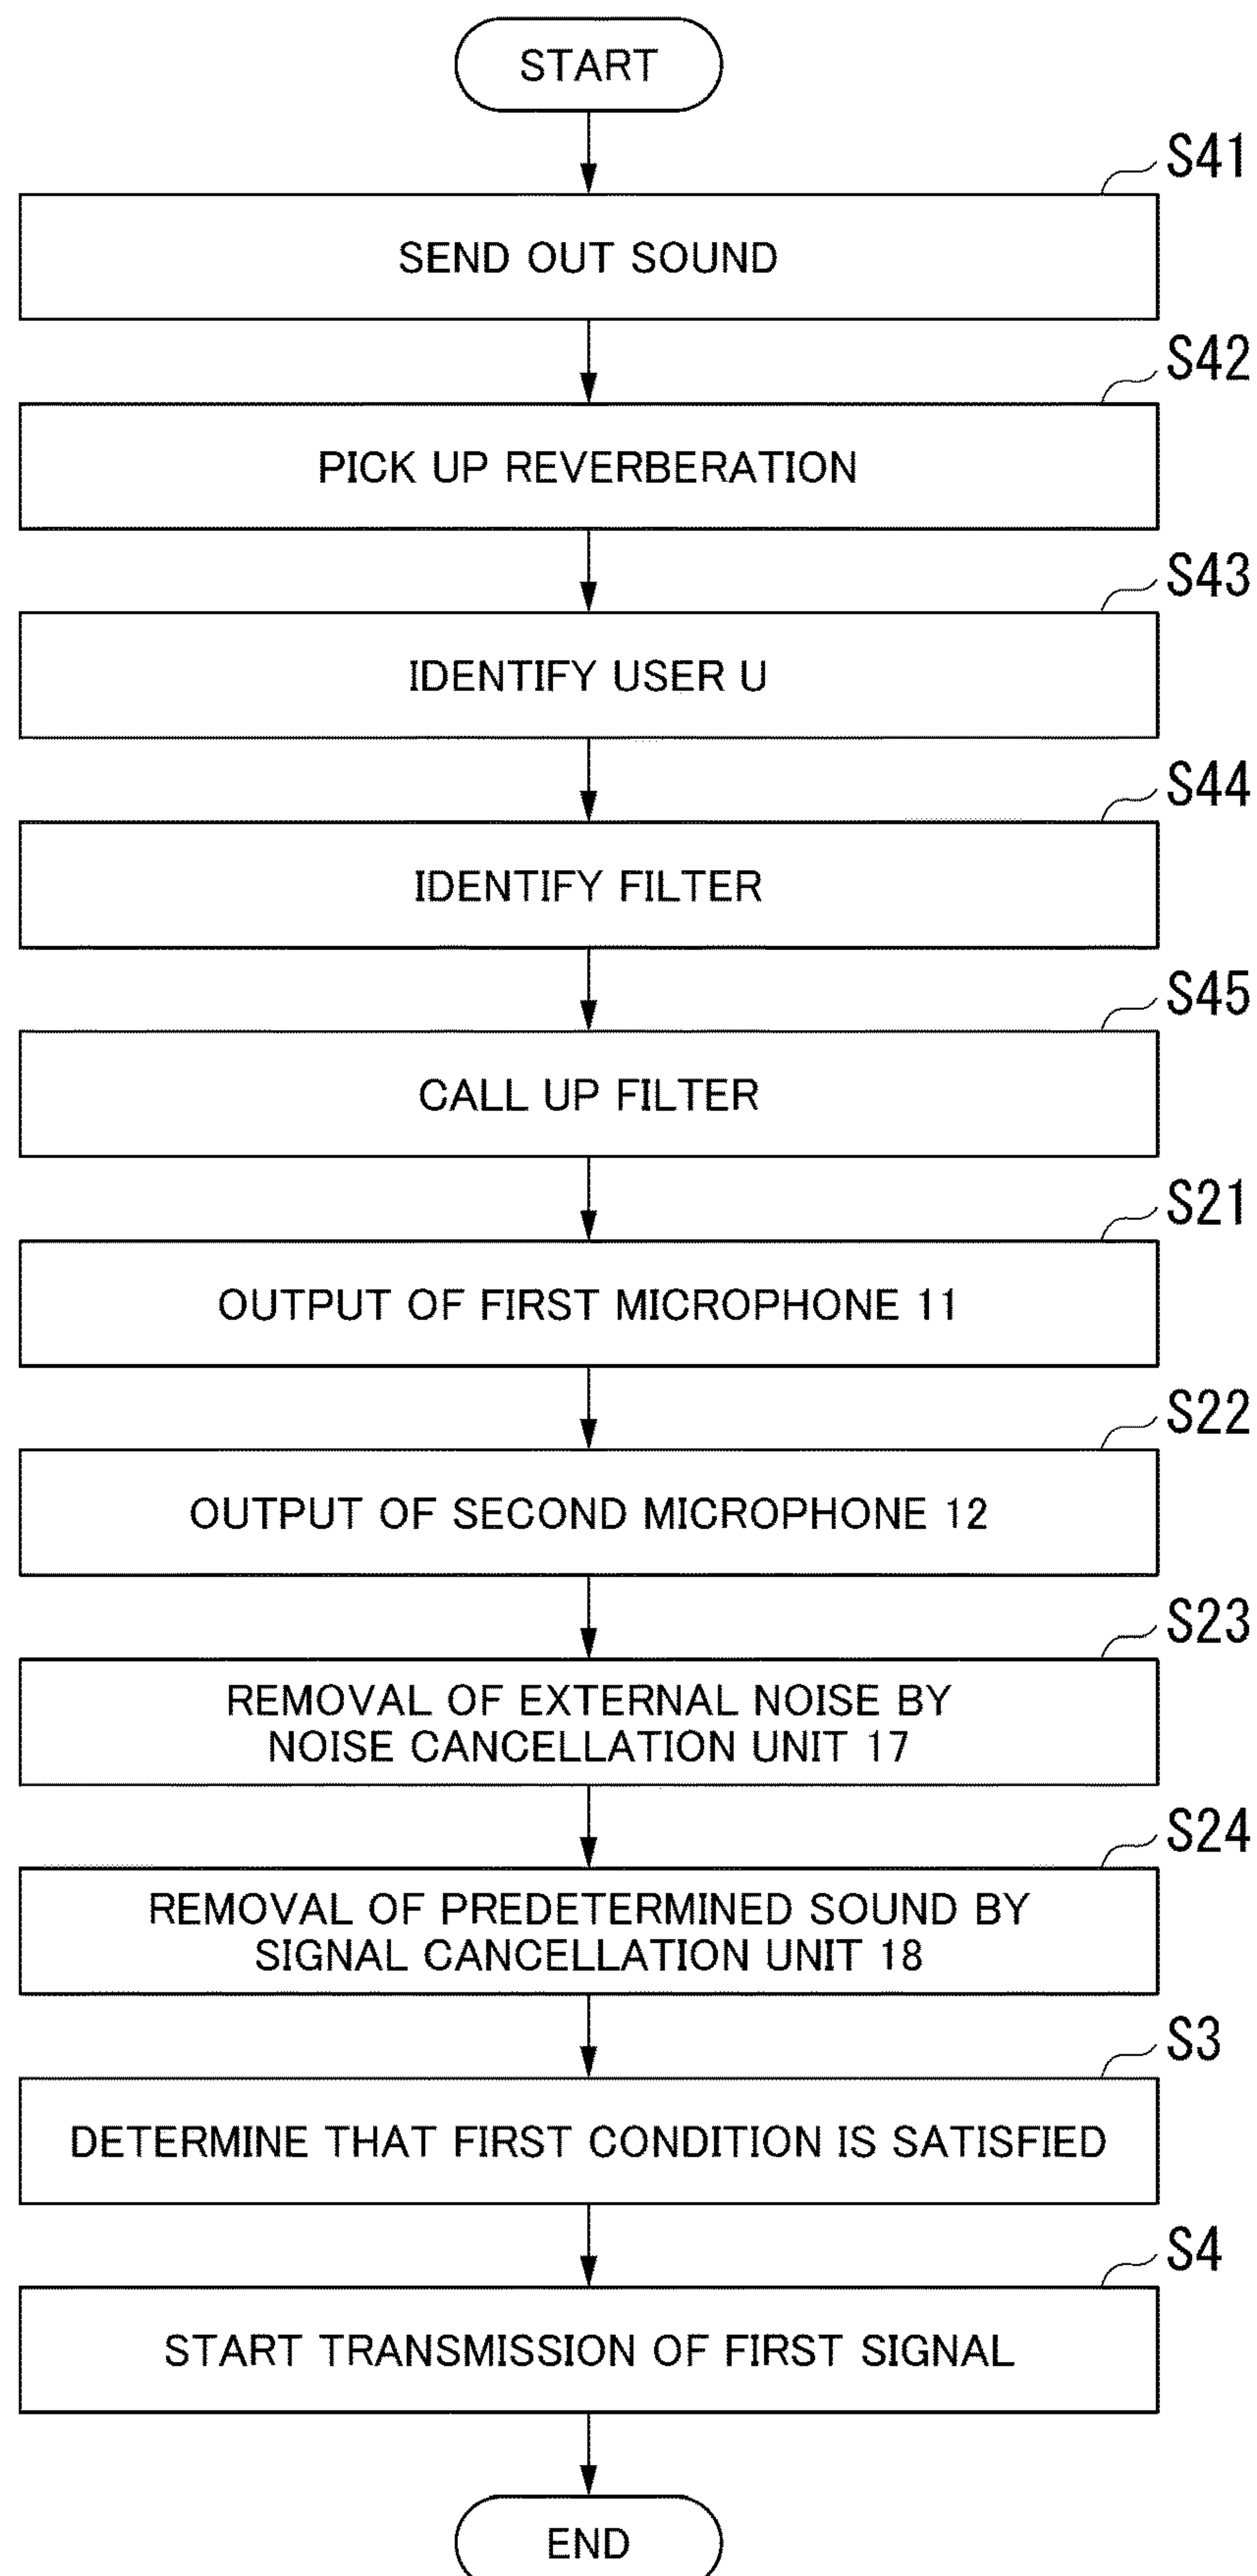 START
S41
SEND OUT SOUND
S42
PICK UP REVERBERATION
S43
IDENTIFY USER U
S44
IDENTIFY FILTER
S45
CALL UP FILTER
S21
OUTPUT OF FIRST MICROPHONE 11
S22
OUTPUT OF SECOND MICROPHONE 12
S23
REMOVAL OF EXTERNAL NOISE BY
NOISE CANCELLATION UNIT 17
S24
REMOVAL OF PREDETERMINED SOUND BY
SIGNAL CANCELLATION UNIT 18
S3
DETERMINE THAT FIRST CONDITION IS SATISFIED
S4
START TRANSMISSION OF FIRST SIGNAL
END